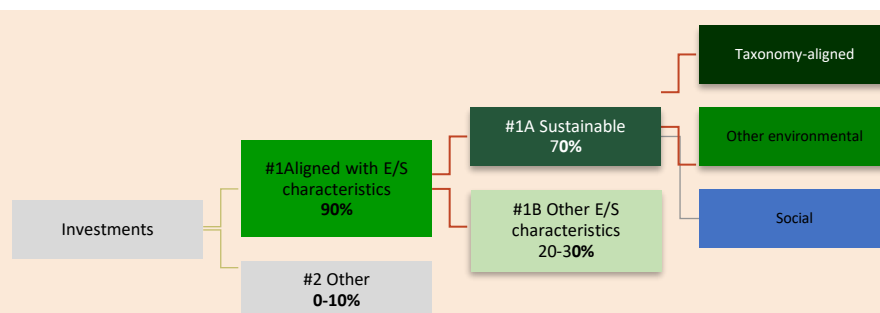 Investments
#1Aligned with E/S
characteristics
90%
#2 Other
0-10%
#1A Sustainable
70%
#1B Other E/S
characteristics
20-30%
Taxonomy-aligned
Other environmental
Social